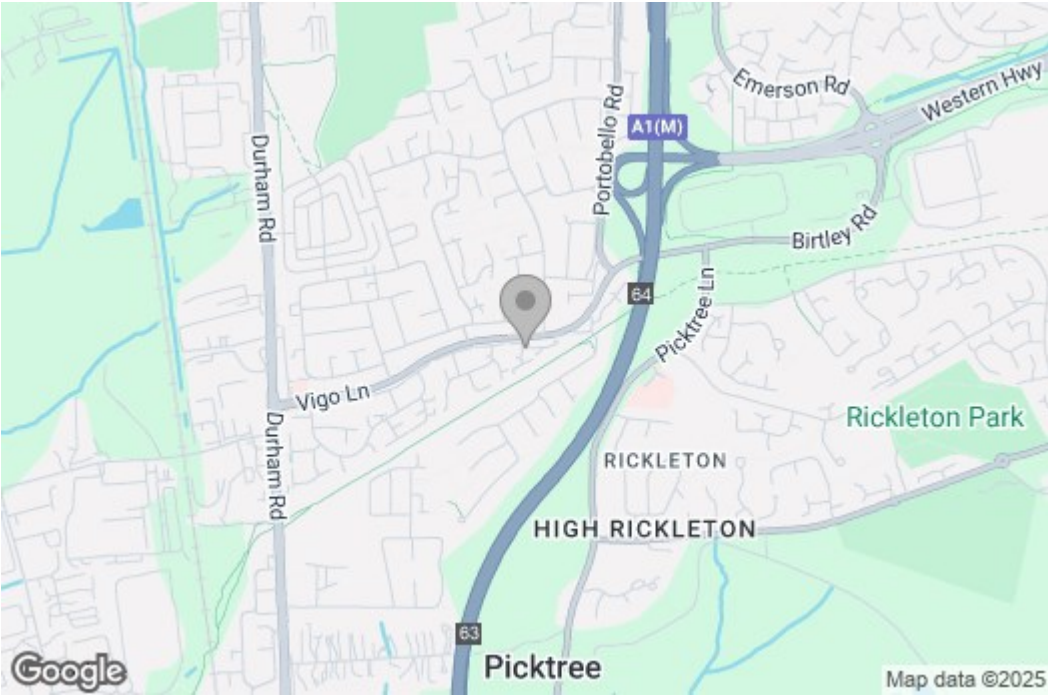 Emerson Rd
Western Hwy
Portobello Rd
A1(M)
Durham Rd
Birtley Rd
64
Picktree Ln
Vigo Ln
Rickleton Park
Durham Rd
RICKLETON
HIGH RICKLETON
63
Picktree
Google
Map data ©2025